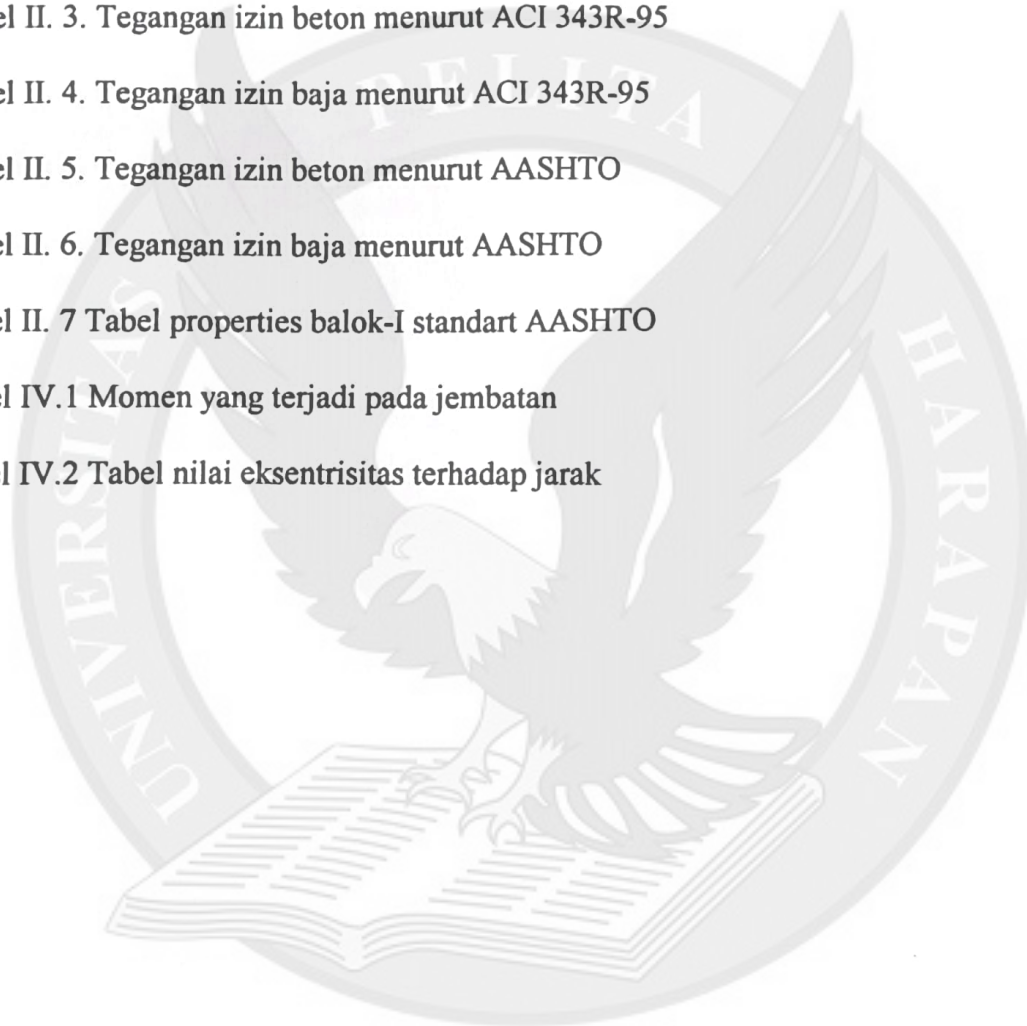 el II. 3. Tegangan izin beton menurut ACI 343R-95
el II. 4. Tegangan izin baja menurut ACI 343R-95
el II. 5. Tegangan izin beton menurut AASHTO
el II. 6. Tegangan izin baja menurut AASHTO
el II. 7 Tabel properties balok-I standart AASHTO
el IV.1 Momen yang terjadi pada jembatan
el IV.2 Tabel nilai eksentrisitas terhadap jarak
UNIVERSITAS PELITA HARAPAN